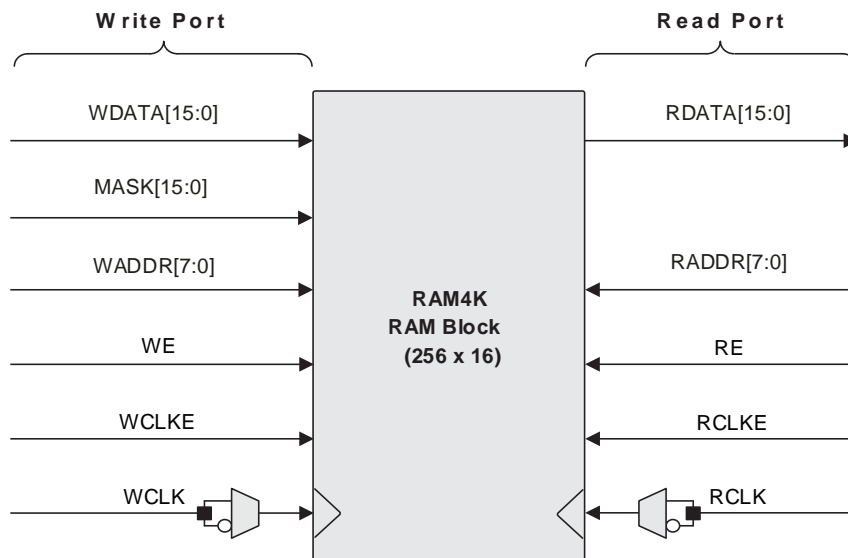 Write Port
Read Port
WDATA[15:0]
RDATA[15:0]
MASK[15:0]
WADDR[7:0]
RADDR[7:0]
RAM4K
RAM Block
(256 x 16)
WE
RE
WCLKE
RCLKE
WCLK
RCLK